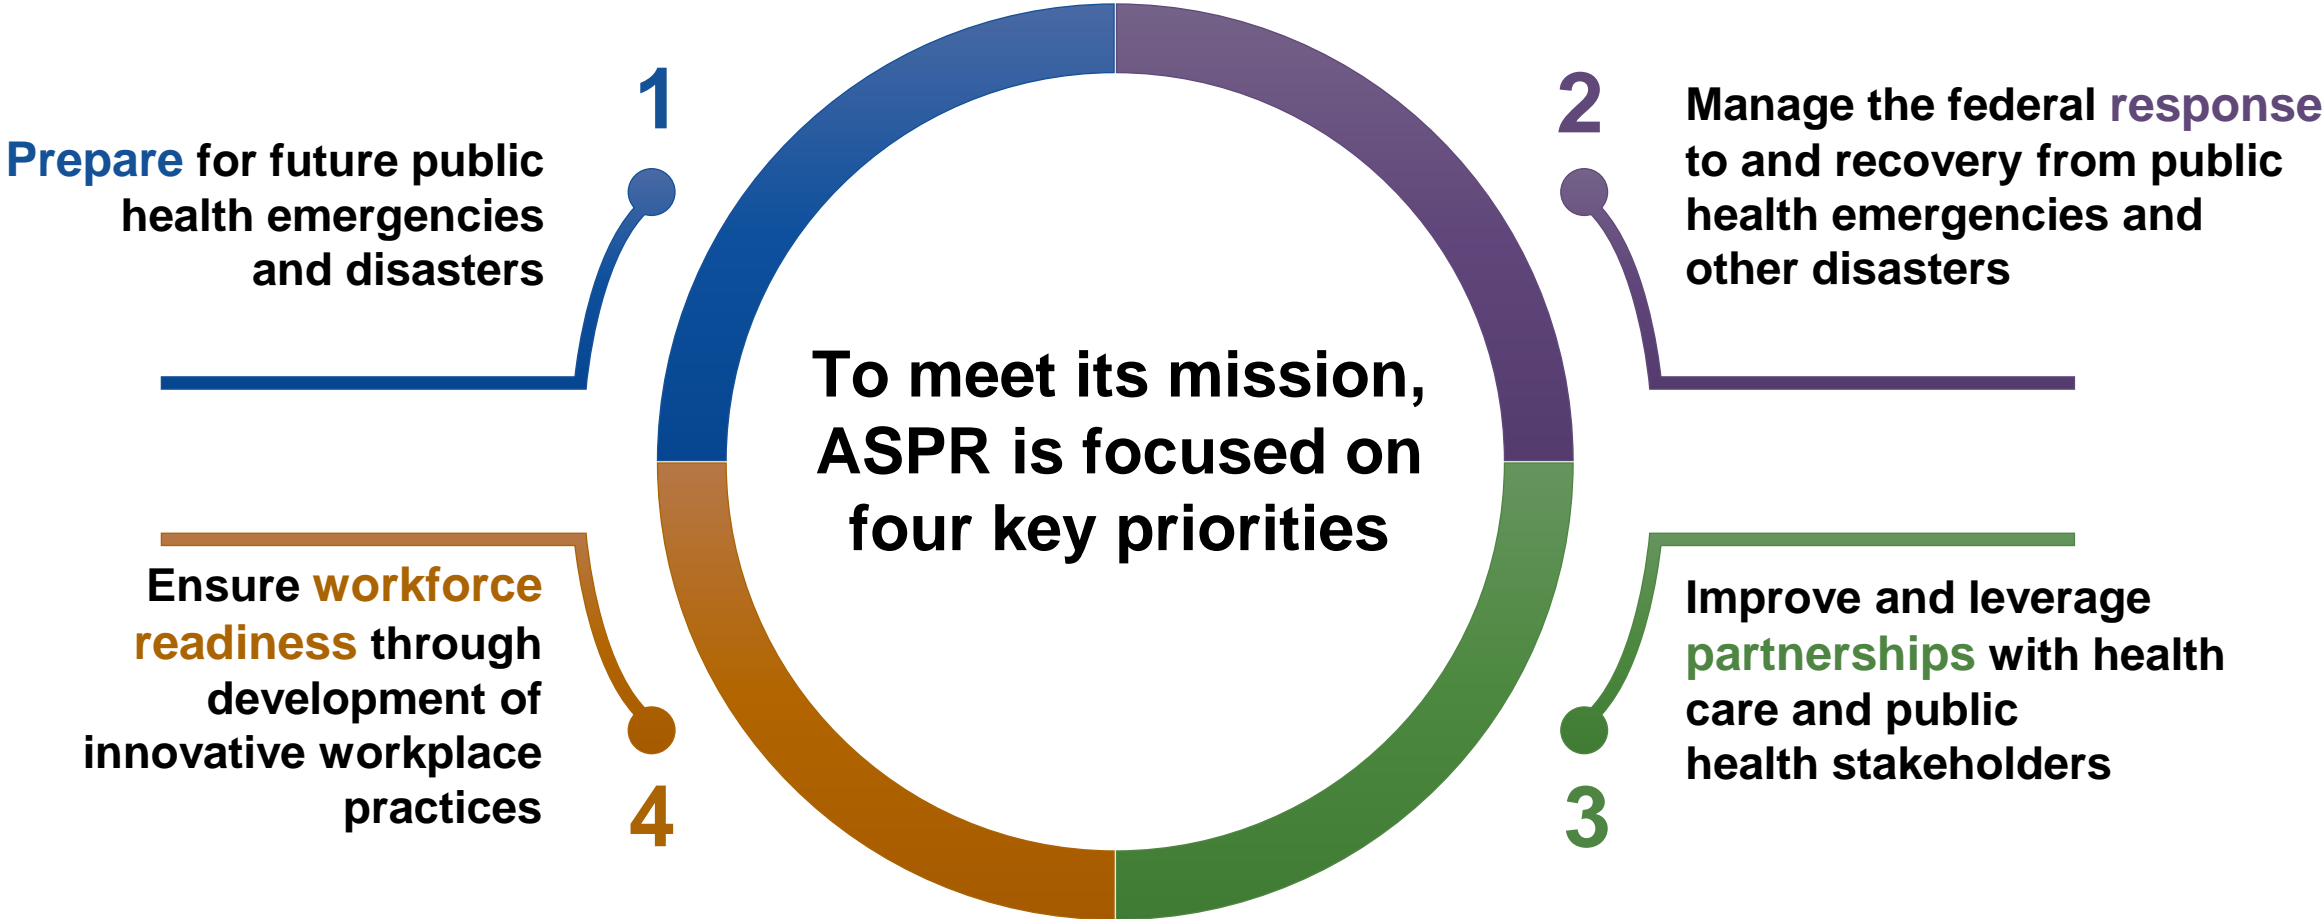 1
Prepare for future public
health emergencies
and disasters
2
Manage the federal response
to and recovery from public
health emergencies and
other disasters
To meet its mission,
ASPR is focused on
four key priorities
3
Improve and leverage
partnerships with health
care and public
health stakeholders
4
Ensure workforce
readiness through
development of
innovative workplace
practices